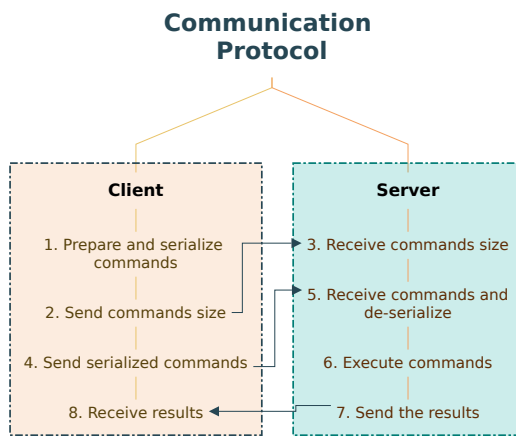 Communication
Protocol
Client
1. Prepare and serialize
commands
2. Send commands size
4. Send serialized commands
8. Receive results
Server
3. Receive commands size
5. Receive commands and
de-serialize
6. Execute commands
7. Send the results